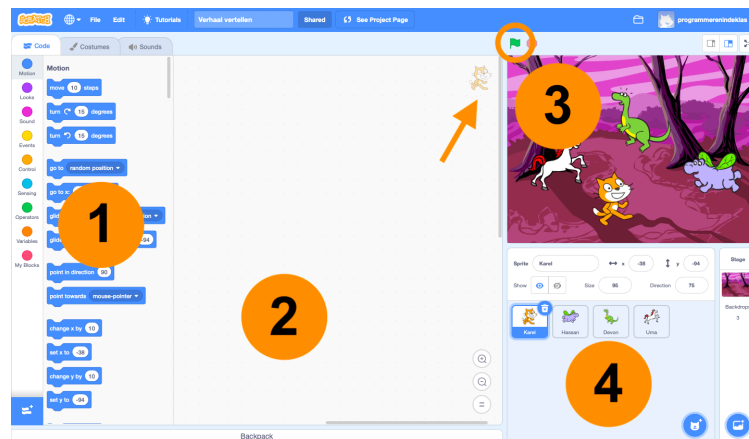 SCRATCH File Edit Tutorials Verhaal vertellen Shared See Project Page programmerenindeklas
Code Costumes Sounds
Motion
Looks
Sound
Events
Control
Sensing
Operators
Variables
My Blocks
Motion
move 10 steps
turn 15 degrees
turn 15 degrees
go to random position
go to x:
-94
point in direction 90
point towards mouse-pointer
change x by 10
set x to -38
change y by 10
set y to -94
1
2
3
4
Sprite Karel x -38 y -94
Show Size 95 Direction 75
Karel Hassan Devon Uma
Stage
Backdrops
3
Backpack